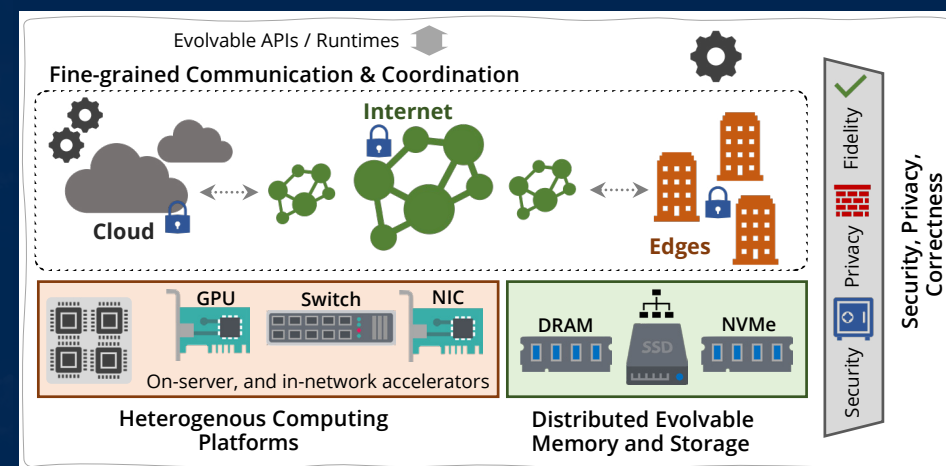 Evolvable APIs / Runtimes
Fine-grained Communication & Coordination
Internet
Cloud
Edges
GPU
Switch
NIC
On-server, and in-network accelerators
DRAM
SSD
NVMe
Heterogenous Computing
Platforms
Distributed Evolvable
Memory and Storage
Fidelity
Privacy
Security
Security, Privacy,
Correctness